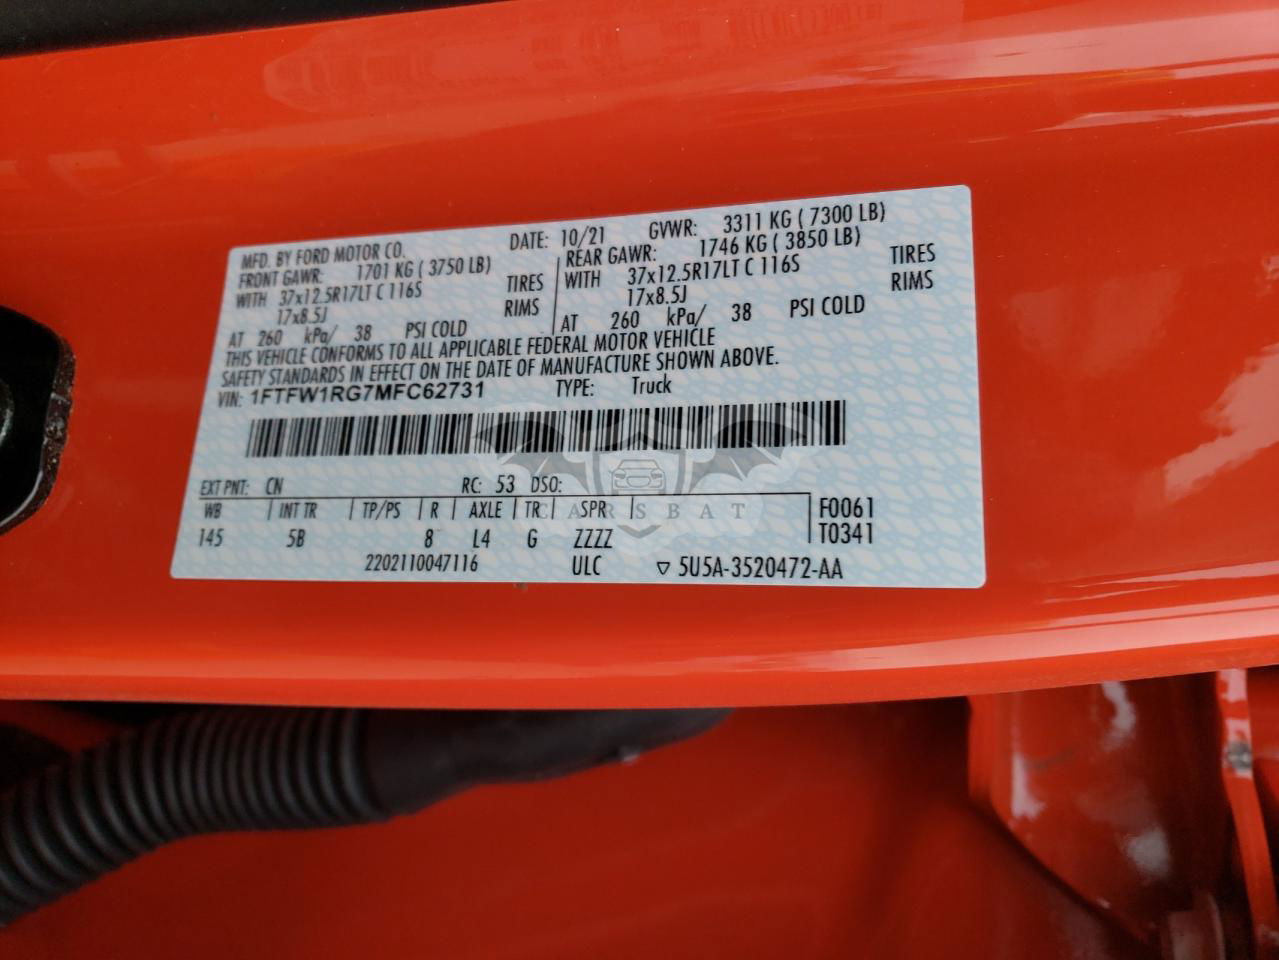 MFD. BY FORD MOTOR CO. DATE: 10/21 GVWR: 3311 KG ( 7300 LB)
FRONT GAWR: 1701 KG ( 3750 LB) REAR GAWR: 1746 KG ( 3850 LB)
WITH 37x12.5R17LT C 116S TIRES WITH 37x12.5R17LT C 116S TIRES
17x8.5J RIMS 17x8.5J RIMS
AT 260 kPa/ 38 PSI COLD AT 260 kPa/ 38 PSI COLD
THIS VEHICLE CONFORMS TO ALL APPLICABLE FEDERAL MOTOR VEHICLE
SAFETY STANDARDS IN EFFECT ON THE DATE OF MANUFACTURE SHOWN ABOVE.
VIN: 1FTFW1RG7MFC62731 TYPE: Truck
EXT PNT: CN RC: 53 DSO:
WB INT TR TP/PS R AXLE TR SPR F0061
145 5B 8 L4 G ZZZZ T0341
CARSBAT
2202110047116 ULC ▽ 5U5A-3520472-AA